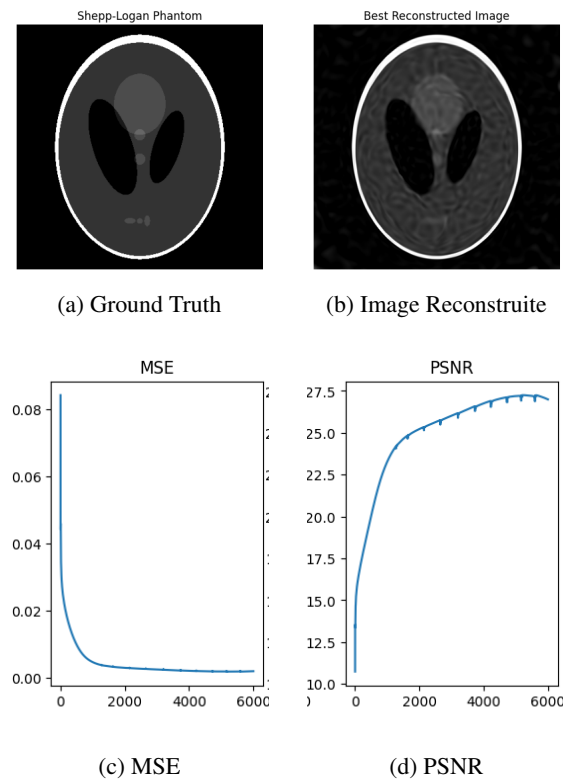 Shepp-Logan Phantom
Best Reconstructed Image
(a) Ground Truth
(b) Image Reconstruite
MSE
PSNR
0.08
0.06
0.04
0.02
0.00
0
2000
4000
6000
27.5
25.0
22.5
20.0
17.5
15.0
12.5
10.0
0
2000
4000
6000
(c) MSE
(d) PSNR